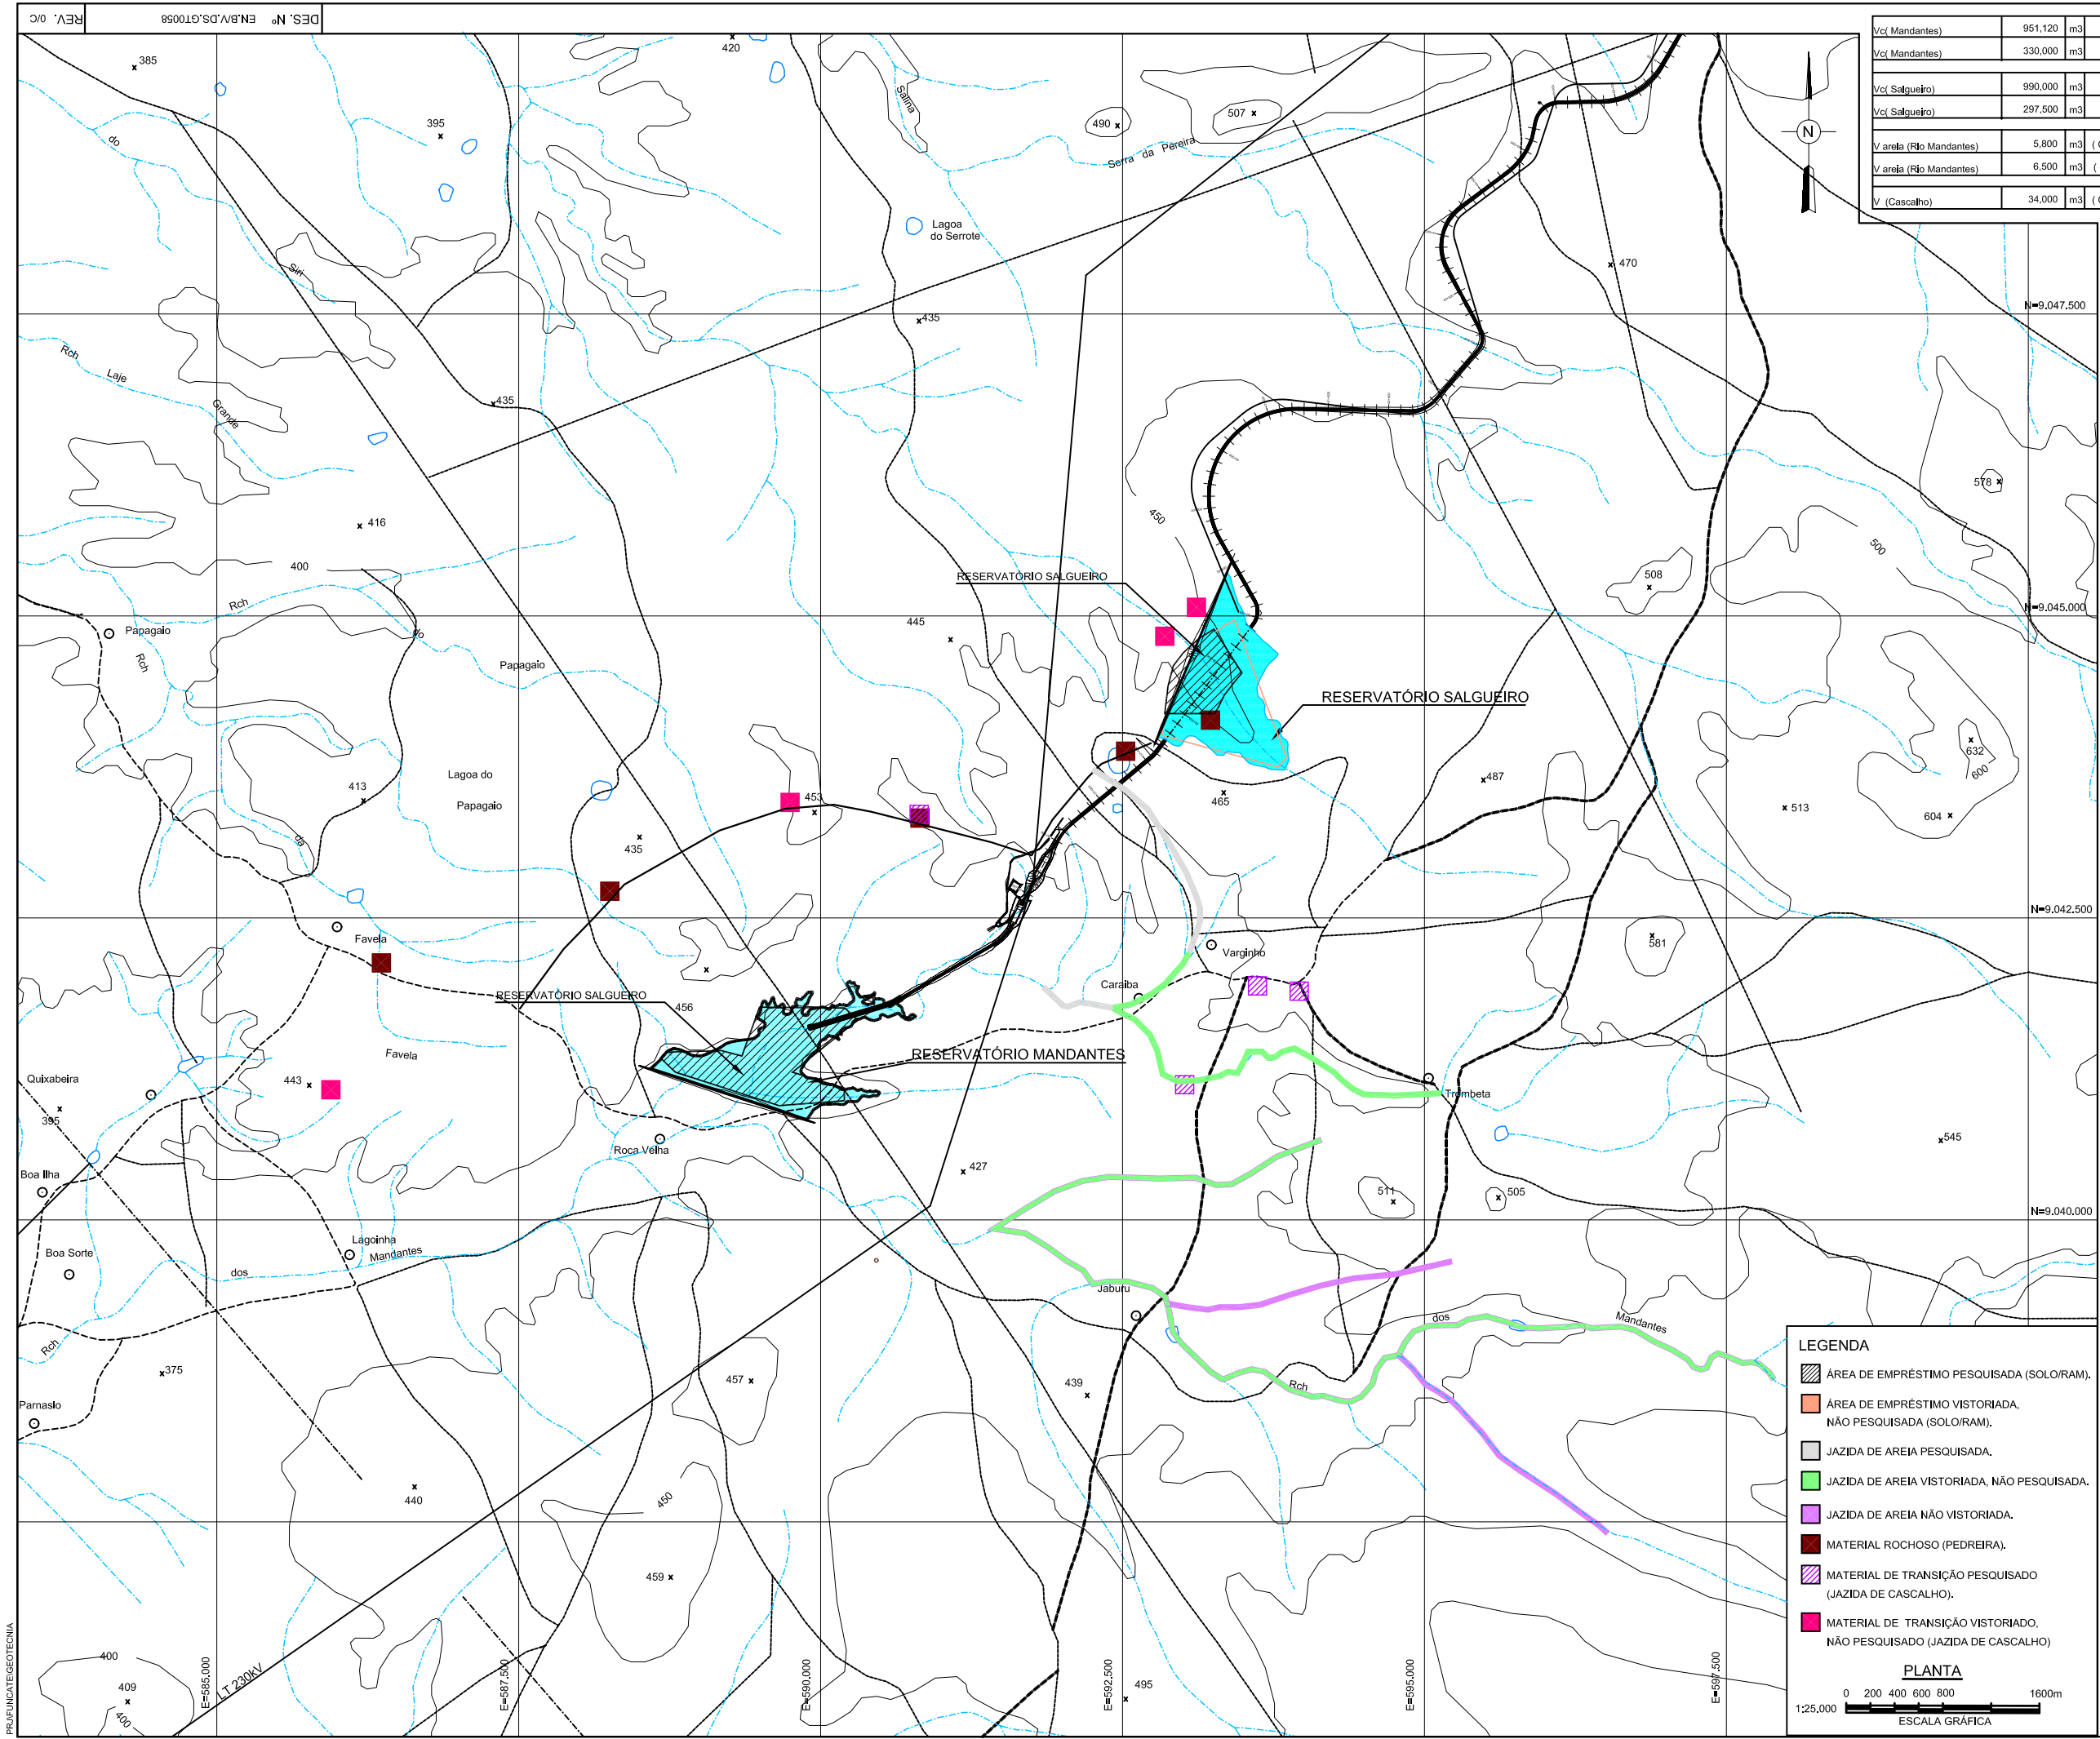 REV. 0/C
DES. Nº EN.B/V.DS.GT0058
Vc( Mandantes) 951,120 m3
Vc( Mandantes) 330,000 m3
Vc( Salgueiro) 990,000 m3
Vc( Salgueiro) 297,500 m3
V areia (Rio Mandantes) 5,800 m3
V areia (Rio Mandantes) 6,500 m3 (
V (Cascalho) 34,000 m3
N
385
420
395
do
Salina
490
507
Serra da Pereira
Lagoa
do Serrote
Siri
470
N=9.047.500
435
Rch
Laje
Grande
435
578
416
450
500
400
RESERVATÓRIO SALGUEIRO
508
Rch
do
N=9.045.000
Papagaio
445
Rch
Papagaio
RESERVATÓRIO SALGUEIRO
632
600
Lagoa do
Papagaio
413
453
487
465
513
604
da
435
N=9.042.500
Favela
581
Varginho
Caraiba
RESERVATÓRIO SALGUEIRO
456
Favela
RESERVATÓRIO MANDANTES
Quixabeira
443
395
Trombeta
545
Roca Velha
427
Boa Ilha
511
505
N=9.040.000
Lagoinha
Mandantes
Boa Sorte
dos
Jaburu
dos
Mandantes
Rch
375
457
439
Rch
Parnasio
440
450
459
400
409
400
495
LT 230kV
E=585.000
E=587.500
E=590.000
E=592.500
E=595.000
E=597.500
PRJ/FUNCATE/GEOTECNIA
LEGENDA
ÁREA DE EMPRÉSTIMO PESQUISADA (SOLO/RAM).
ÁREA DE EMPRÉSTIMO VISTORIADA,
NÃO PESQUISADA (SOLO/RAM).
JAZIDA DE AREIA PESQUISADA.
JAZIDA DE AREIA VISTORIADA, NÃO PESQUISADA.
JAZIDA DE AREIA NÃO VISTORIADA.
MATERIAL ROCHOSO (PEDREIRA).
MATERIAL DE TRANSIÇÃO PESQUISADO
(JAZIDA DE CASCALHO).
MATERIAL DE TRANSIÇÃO VISTORIADO,
NÃO PESQUISADO (JAZIDA DE CASCALHO)
PLANTA
0 200 400 600 800 1600m
1:25.000
ESCALA GRÁFICA